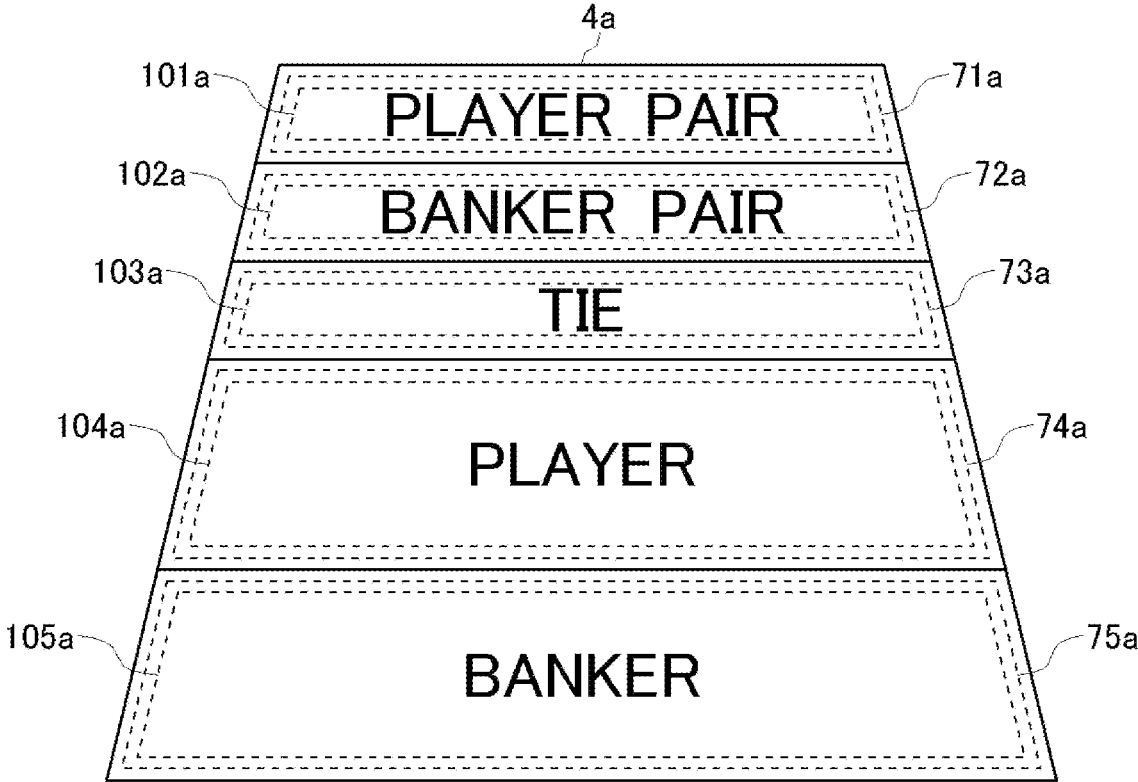 4a
101a
PLAYER PAIR
71a
102a
BANKER PAIR
72a
103a
TIE
73a
104a
PLAYER
74a
105a
BANKER
75a